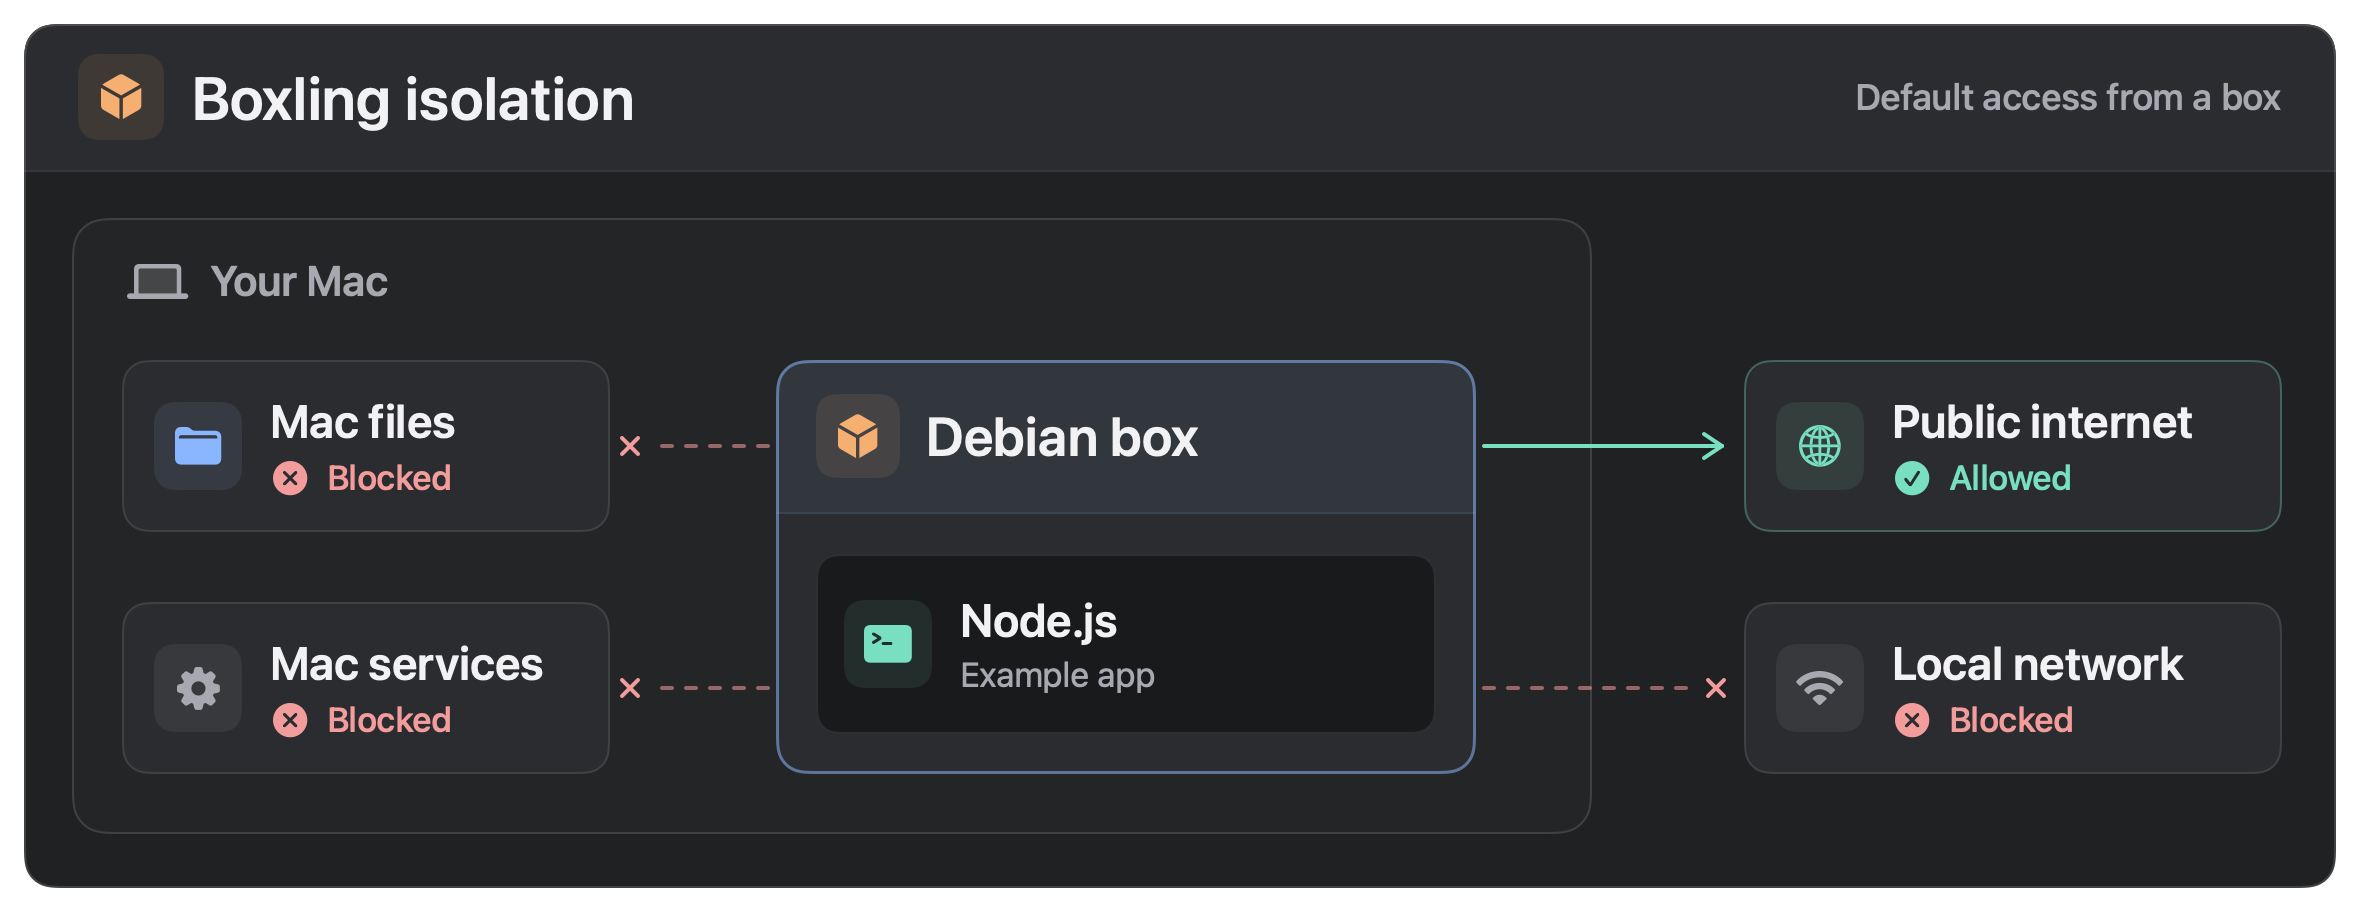 Boxling isolation
Default access from a box
Your Mac
Mac files
Blocked
Debian box
Public internet
Allowed
Mac services
Blocked
>_ Node.js
Example app
Local network
Blocked